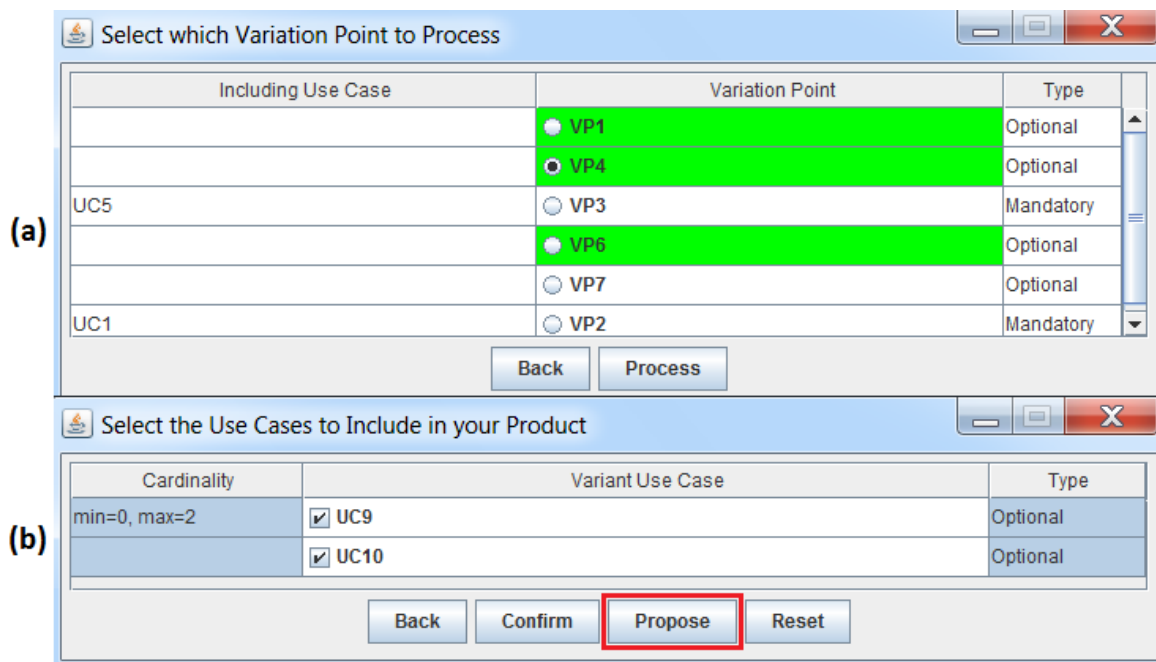 Select which Variation Point to Process
Including Use Case Variation Point Type
VP1 Optional
VP4 Optional
UC5 VP3 Mandatory
(a)
VP6 Optional
VP7 Optional
UC1 VP2 Mandatory
Back Process
Select the Use Cases to Include in your Product
Cardinality Variant Use Case Type
min=0, max=2 UC9 Optional
(b)
UC10 Optional
Back Confirm Propose Reset